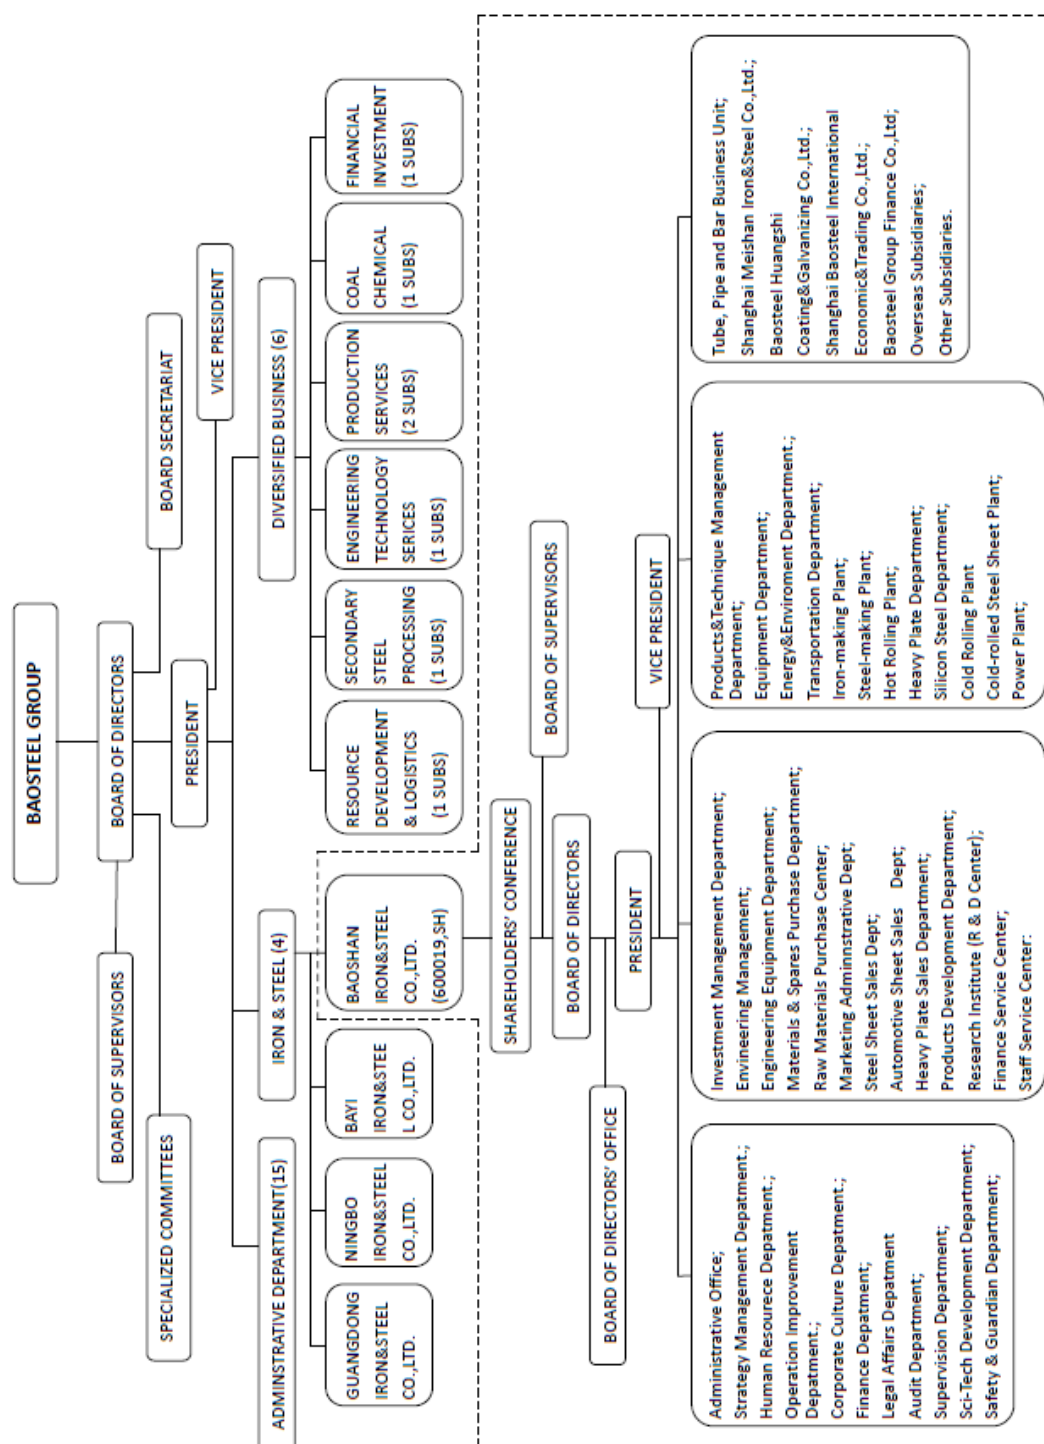 BAOSTEEL GROUP
BOARD OF SUPERVISORS
BOARD OF DIRECTORS
SPECIALIZED COMMITTEES
BOARD SECRETARIAT
PRESIDENT
VICE PRESIDENT
ADMINSTRATIVE DEPARTMENT(15)
IRON & STEEL (4)
DIVERSIFIED BUSINESS (6)
GUANGDONG
IRON&STEEL
CO.,LTD.
NINGBO
IRON&STEEL
CO.,LTD.
BAYI
IRON&STEE
L CO.,LTD.
BAOSHAN
IRON&STEEL
CO.,LTD.
(600019,SH)
RESOURCE
DEVELOPMENT
& LOGISTICS
(1 SUBS)
SECONDARY
STEEL
PROCESSING
(1 SUBS)
ENGINEERING
TECHNOLOGY
SERICES
(1 SUBS)
PRODUCTION
SERVICES
(2 SUBS)
COAL
CHEMICAL
(1 SUBS)
FINANCIAL
INVESTMENT
(1 SUBS)
SHAREHOLDERS' CONFERENCE
BOARD OF SUPERVISORS
BOARD OF DIRECTORS
BOARD OF DIRECTORS' OFFICE
PRESIDENT
VICE PRESIDENT
Administrative Office;
Strategy Management Depatment.;
Human Resourece Depatment.;
Operation Improvement
Depatment.;
Corporate Culture Depatment.;
Finance Depatment;
Legal Affairs Depatment
Audit Department;
Supervision Department;
Sci-Tech Development Department;
Safety & Guardian Department;
Investment Management Department;
Envineering Management;
Engineering Equipment Department;
Materials & Spares Purchase Department;
Raw Materials Purchase Center;
Marketing Adminnstrative Dept;
Steel Sheet Sales Dept;
Automotive Sheet Sales Dept;
Heavy Plate Sales Department;
Products Development Department;
Research Institute (R & D Center);
Finance Service Center;
Staff Service Center:
Products&Technique Management
Department;
Equipment Department;
Energy&Enviroment Department.;
Transportation Department;
Iron-making Plant;
Steel-making Plant;
Hot Rolling Plant;
Heavy Plate Department;
Silicon Steel Department;
Cold Rolling Plant
Cold-rolled Steel Sheet Plant;
Power Plant;
Tube, Pipe and Bar Business Unit;
Shanghai Meishan Iron&Steel Co.,Ltd.;
Baosteel Huangshi
Coating&Galvanizing Co.,Ltd.;
Shanghai Baosteel International
Economic&Trading Co.,Ltd.;
Baosteel Group Finance Co.,Ltd;
Overseas Subsidiaries;
Other Subsidiaries.